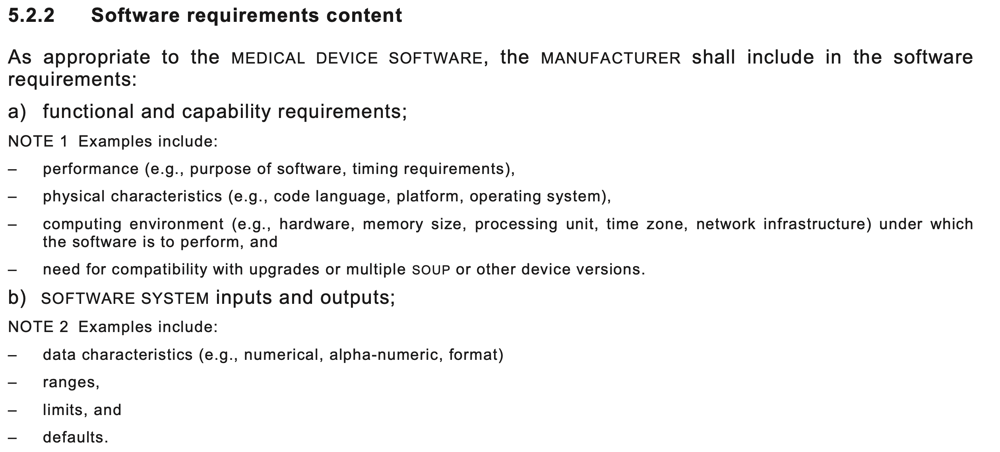 5.2.2 Software requirements content
As appropriate to the MEDICAL DEVICE SOFTWARE, the MANUFACTURER shall include in the software
requirements:
a) functional and capability requirements;
NOTE 1 Examples include:
– performance (e.g., purpose of software, timing requirements),
– physical characteristics (e.g., code language, platform, operating system),
– computing environment (e.g., hardware, memory size, processing unit, time zone, network infrastructure) under which
the software is to perform, and
– need for compatibility with upgrades or multiple SOUP or other device versions.
b) SOFTWARE SYSTEM inputs and outputs;
NOTE 2 Examples include:
– data characteristics (e.g., numerical, alpha-numeric, format)
– ranges,
– limits, and
– defaults.